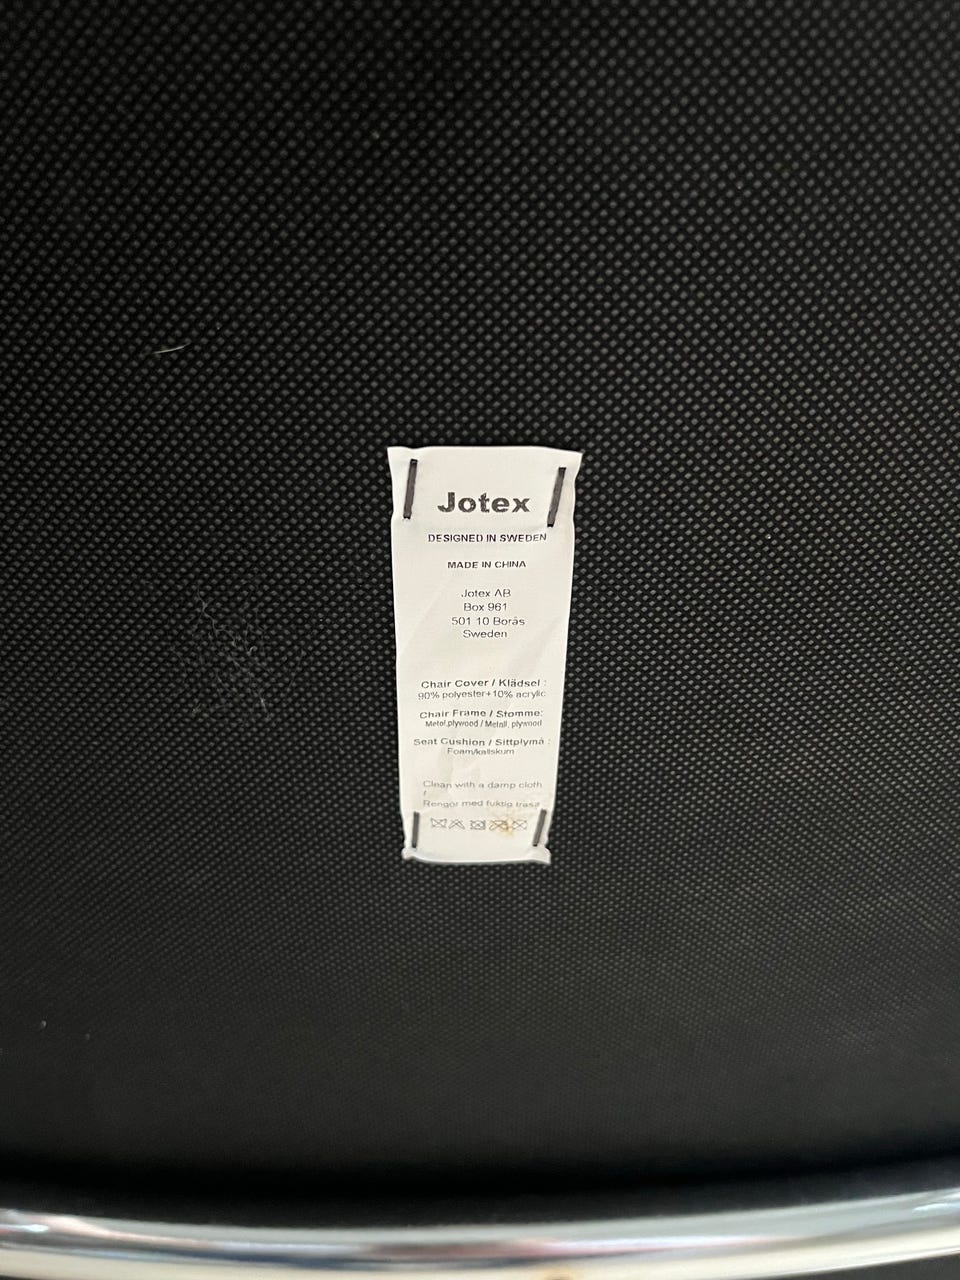 Jotex
DESIGNED IN SWEDEN
MADE IN CHINA
Jotex AB
Box 961
501 10 Borås
Sweden
Chair Cover / Klädsel :
90% polyester+10% acrylic
Chair Frame / Stomme:
Metal,plywood / Metall, plywood
Seat Cushion / Sittplymå :
Foam/kallskum
Clean with a damp cloth
/
Rengör med fuktig trasa